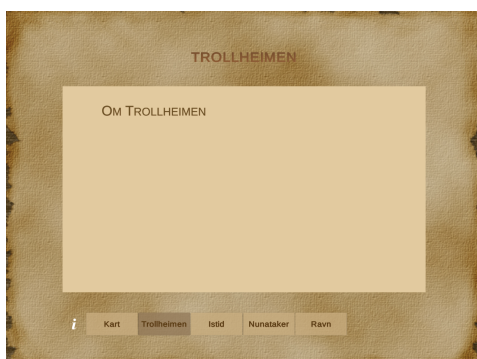 TROLLHEIMEN
OM TROLLHEIMEN
i Kart Trollheimen Istid Nunataker Ravn